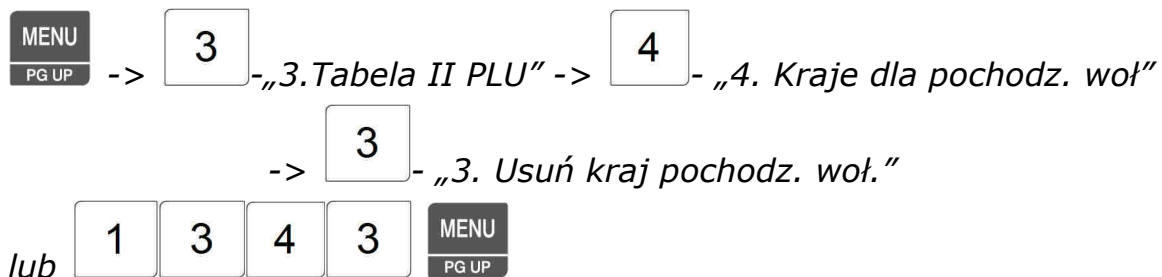 MENU PG UP -> 3 -„3.Tabela II PLU” -> 4 - „4. Kraje dla pochodz. woł”
-> 3 - „3. Usuń kraj pochodz. woł.”
lub 1 3 4 3 MENU PG UP